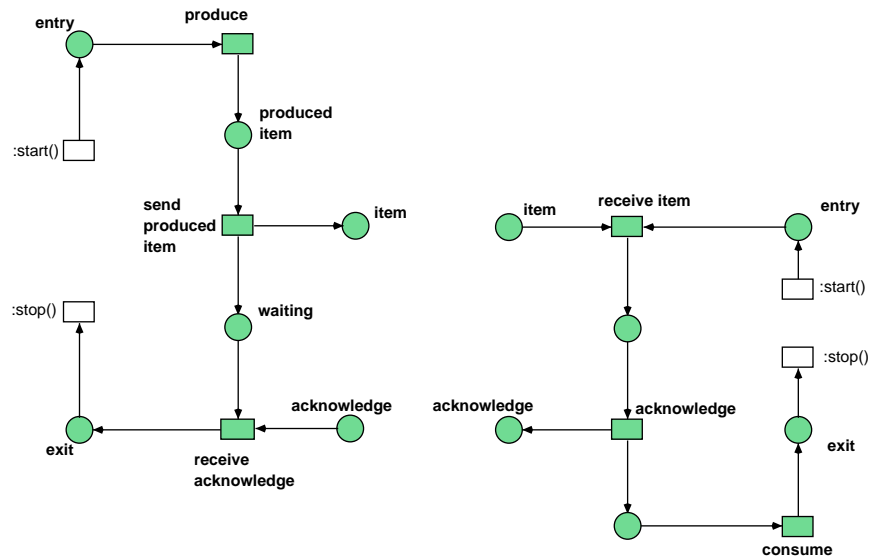 produce
entry
produced
item
:start()
send
produced
item
item
:stop()
waiting
acknowledge
exit
receive
acknowledge
item
receive item
entry
:start()
:stop()
acknowledge
acknowledge
exit
consume